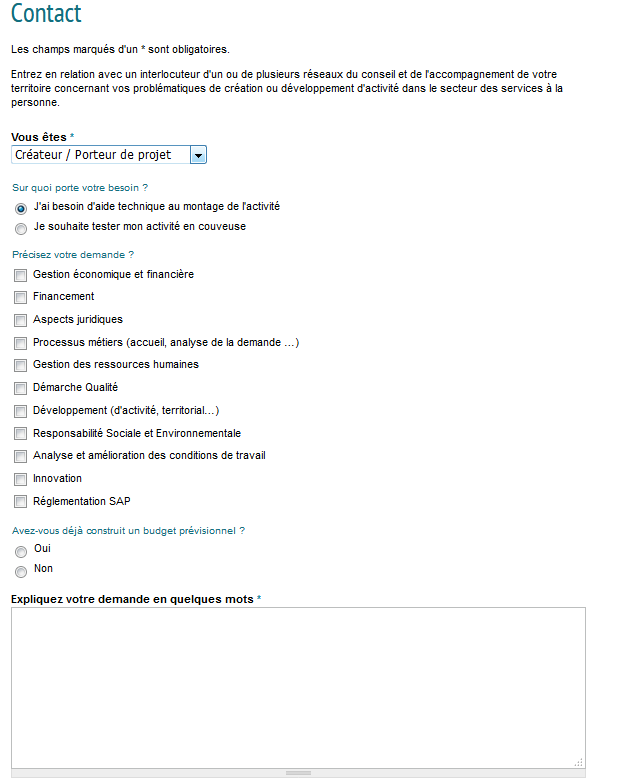 Contact
Les champs marqués d'un * sont obligatoires.
Entrez en relation avec un interlocuteur d'un ou de plusieurs réseaux du conseil et de l'accompagnement de votre
territoire concernant vos problématiques de création ou développement d'activité dans le secteur des services à la
personne.
Vous êtes *
Créateur / Porteur de projet
Sur quoi porte votre besoin ?
J'ai besoin d'aide technique au montage de l'activité
Je souhaite tester mon activité en couveuse
Précisez votre demande ?
Gestion économique et financière
Financement
Aspects juridiques
Processus métiers (accueil, analyse de la demande ...)
Gestion des ressources humaines
Démarche Qualité
Développement (d'activité, territorial...)
Responsabilité Sociale et Environnementale
Analyse et amélioration des conditions de travail
Innovation
Réglementation SAP
Avez-vous déjà construit un budget prévisionnel ?
Oui
Non
Expliquez votre demande en quelques mots *